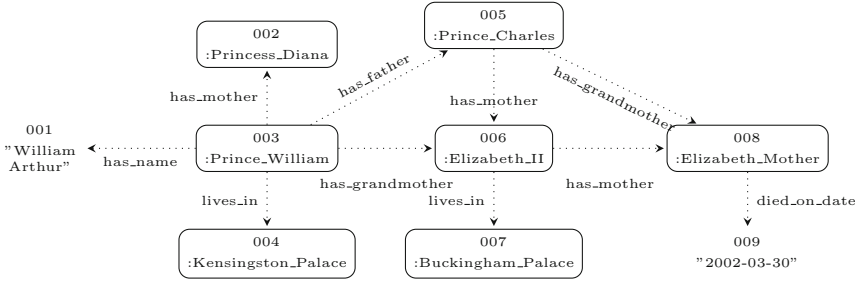 005
:Prince_Charles
002
:Princess_Diana
has_father
has_grandmother
has_mother
has_mother
001
"William
Arthur"
has_name
003
:Prince_William
has_grandmother
006
:Elizabeth_II
has_mother
008
:Elizabeth_Mother
lives_in
lives_in
died_on_date
004
:Kensingston_Palace
007
:Buckingham_Palace
009
"2002-03-30"